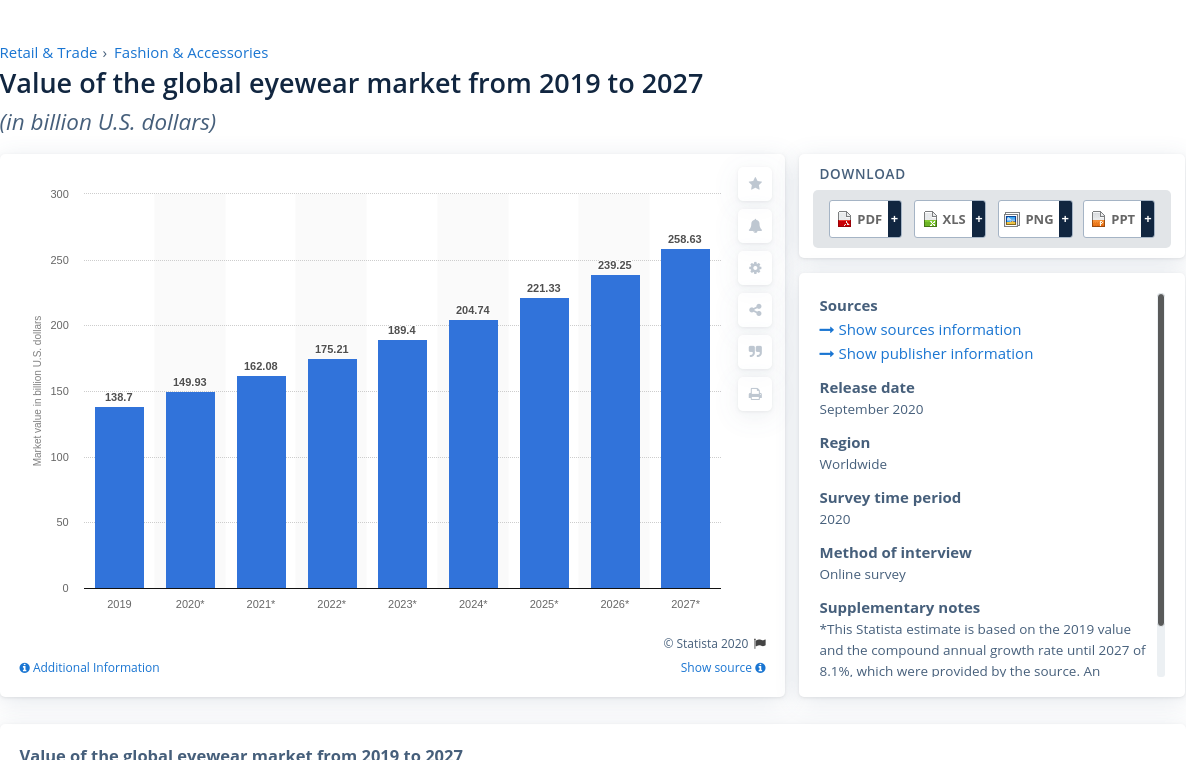 Retail & Trade › Fashion & Accessories
Value of the global eyewear market from 2019 to 2027
(in billion U.S. dollars)
DOWNLOAD
PDF + XLS + PNG + PPT +
300
250
200
150
100
50
0
Market value in billion U.S. dollars
138.7
149.93
162.08
175.21
189.4
204.74
221.33
239.25
258.63
2019 2020* 2021* 2022* 2023* 2024* 2025* 2026* 2027*
© Statista 2020
Additional Information
Show source
Sources
Show sources information
Show publisher information
Release date
September 2020
Region
Worldwide
Survey time period
2020
Method of interview
Online survey
Supplementary notes
*This Statista estimate is based on the 2019 value
and the compound annual growth rate until 2027 of
8.1%, which were provided by the source. An
Value of the global eyewear market from 2019 to 2027